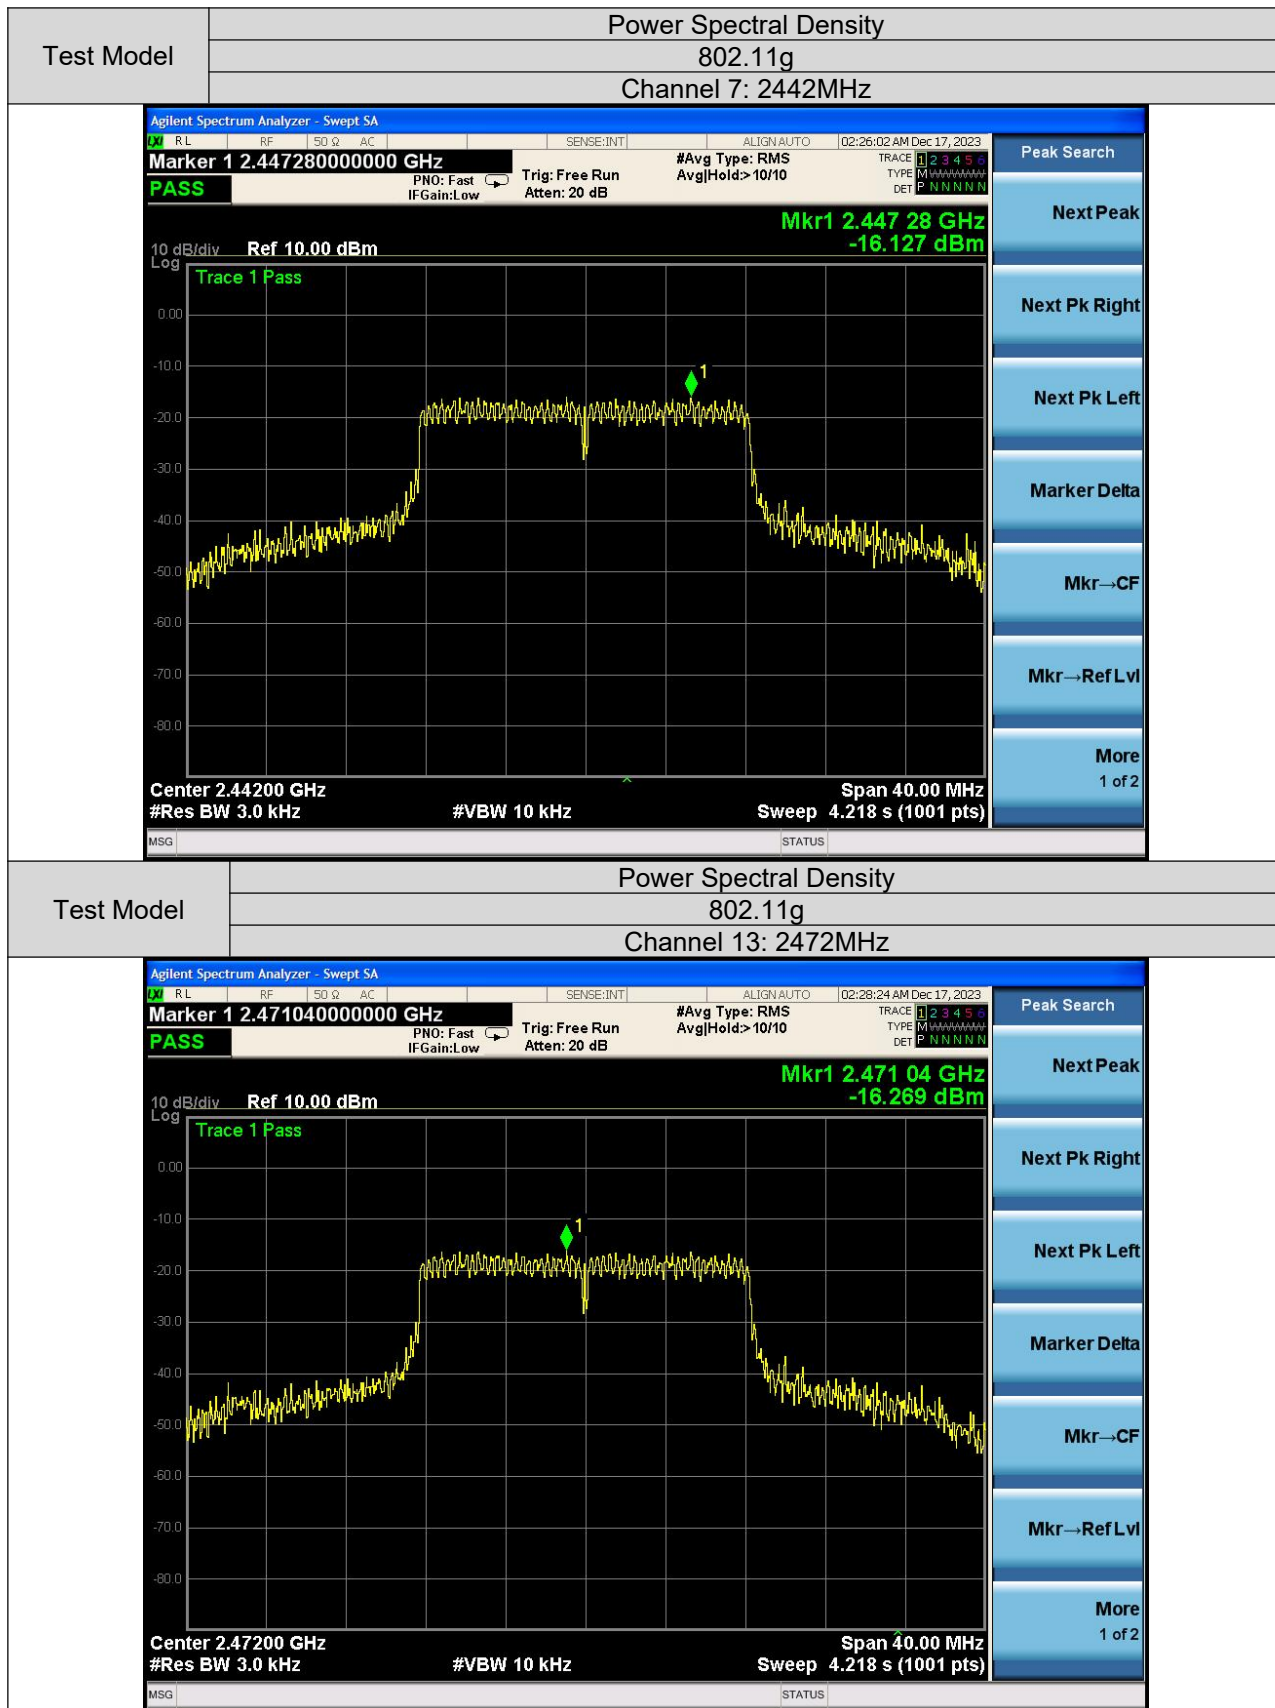 Test Model
Power Spectral Density
802.11g
Channel 7: 2442MHz
Agilent Spectrum Analyzer - Swept SA
LXI RL RF 50 Ω AC SENSE:INT ALIGN AUTO 02:26:02 AM Dec 17, 2023
Marker 1 2.447280000000 GHz
PASS
PNO: Fast
IFGain:Low
Trig: Free Run
Atten: 20 dB
#Avg Type: RMS
Avg|Hold:>10/10
TRACE 1 2 3 4 5 6
TYPE M
DET P N N N N N
Mkr1 2.447 28 GHz
-16.127 dBm
10 dB/div Ref 10.00 dBm
Log
Trace 1 Pass
1
0.00
-10.0
-20.0
-30.0
-40.0
-50.0
-60.0
-70.0
-80.0
Center 2.44200 GHz Span 40.00 MHz
#Res BW 3.0 kHz #VBW 10 kHz Sweep 4.218 s (1001 pts)
MSG STATUS
Peak Search
Next Peak
Next Pk Right
Next Pk Left
Marker Delta
Mkr→CF
Mkr→Ref Lvl
More
1 of 2
Test Model
Power Spectral Density
802.11g
Channel 13: 2472MHz
Agilent Spectrum Analyzer - Swept SA
LXI RL RF 50 Ω AC SENSE:INT ALIGN AUTO 02:28:24 AM Dec 17, 2023
Marker 1 2.471040000000 GHz
PASS
PNO: Fast
IFGain:Low
Trig: Free Run
Atten: 20 dB
#Avg Type: RMS
Avg|Hold:>10/10
TRACE 1 2 3 4 5 6
TYPE M
DET P N N N N N
Mkr1 2.471 04 GHz
-16.269 dBm
10 dB/div Ref 10.00 dBm
Log
Trace 1 Pass
1
0.00
-10.0
-20.0
-30.0
-40.0
-50.0
-60.0
-70.0
-80.0
Center 2.47200 GHz Span 40.00 MHz
#Res BW 3.0 kHz #VBW 10 kHz Sweep 4.218 s (1001 pts)
MSG STATUS
Peak Search
Next Peak
Next Pk Right
Next Pk Left
Marker Delta
Mkr→CF
Mkr→Ref Lvl
More
1 of 2